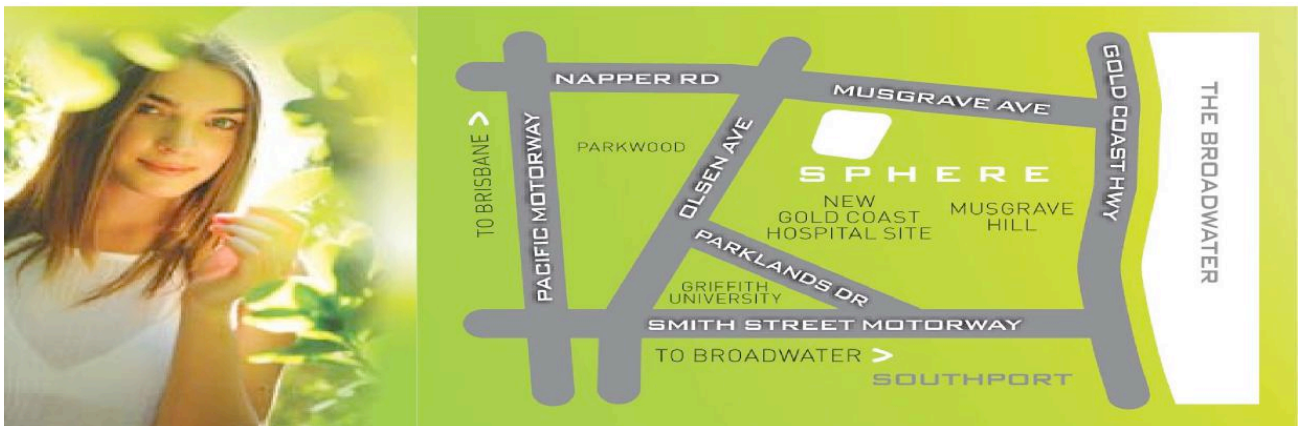 NAPPER RD
MUSGRAVE AVE
GOLD COAST HWY
THE BROADWATER
TO BRISBANE >
PACIFIC MOTORWAY
PARKWOOD
OLSEN AVE
SPHERE
NEW
GOLD COAST
HOSPITAL SITE
MUSGRAVE
HILL
PARKLANDS DR
GRIFFITH
UNIVERSITY
SMITH STREET MOTORWAY
TO BROADWATER >
SOUTHPORT